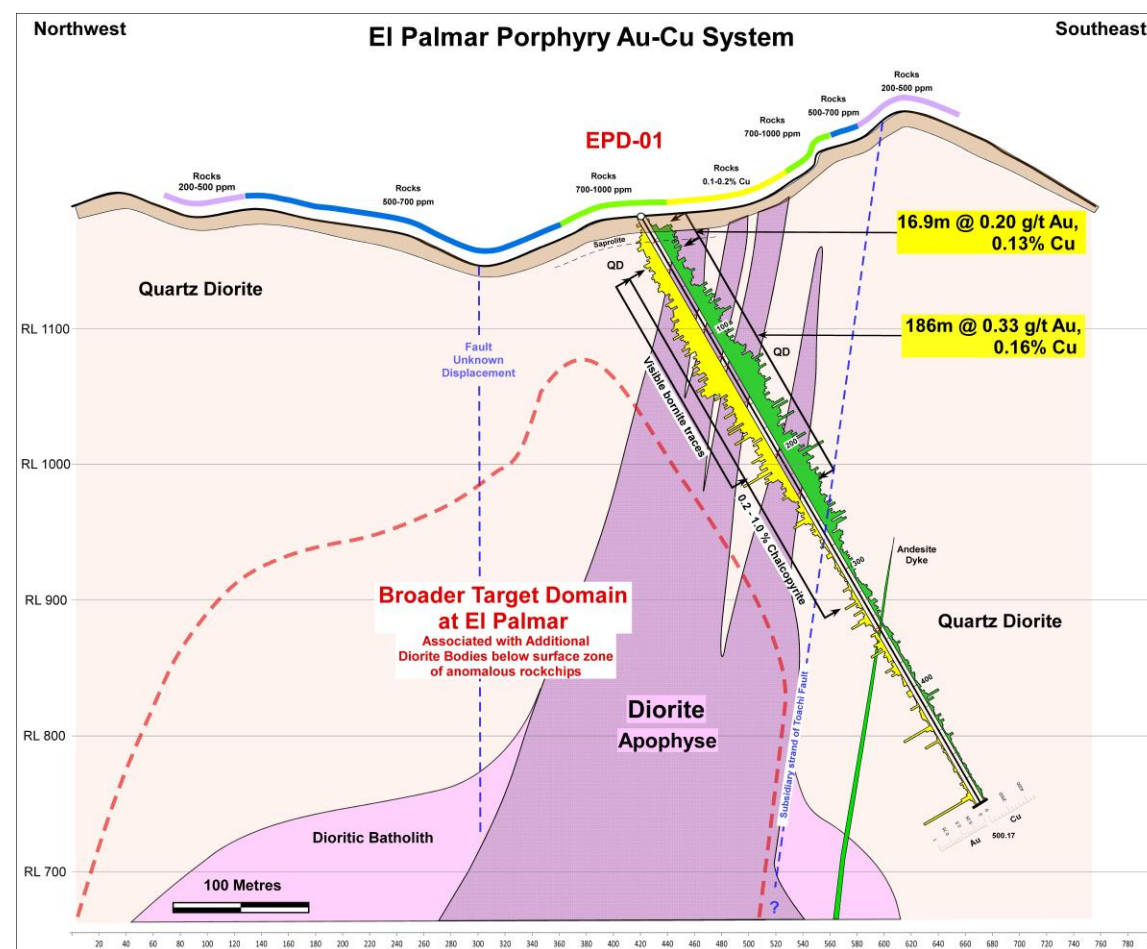 Northwest
El Palmar Porphyry Au-Cu System
Southeast
Rocks
200-500 ppm
Rocks
500-700 ppm
Rocks
700-1000 ppm
EPD-01
Rocks
0.1-0.2% Cu
Rocks
700-1000 ppm
Rocks
500-700 ppm
Rocks
200-500 ppm
16.9m @ 0.20 g/t Au,
0.13% Cu
186m @ 0.33 g/t Au,
0.16% Cu
Saprolite
QD
QD
Quartz Diorite
RL 1100
RL 1000
RL 900
RL 800
RL 700
Fault
Unknown
Displacement
100
200
300
400
Visible bornite traces
0.2 - 1.0 % Chalcopyrite
Andesite
Dyke
Quartz Diorite
Broader Target Domain
at El Palmar
Associated with Additional
Diorite Bodies below surface zone
of anomalous rockchips
Diorite
Apophyse
Subsidiary strand of Toachi Fault
Dioritic Batholith
100 Metres
?
Au
Cu
500.17
20 40 60 80 100 120 140 160 180 200 220 240 260 280 300 320 340 360 380 400 420 440 460 480 500 520 540 560 580 600 620 640 660 680 700 720 740 760